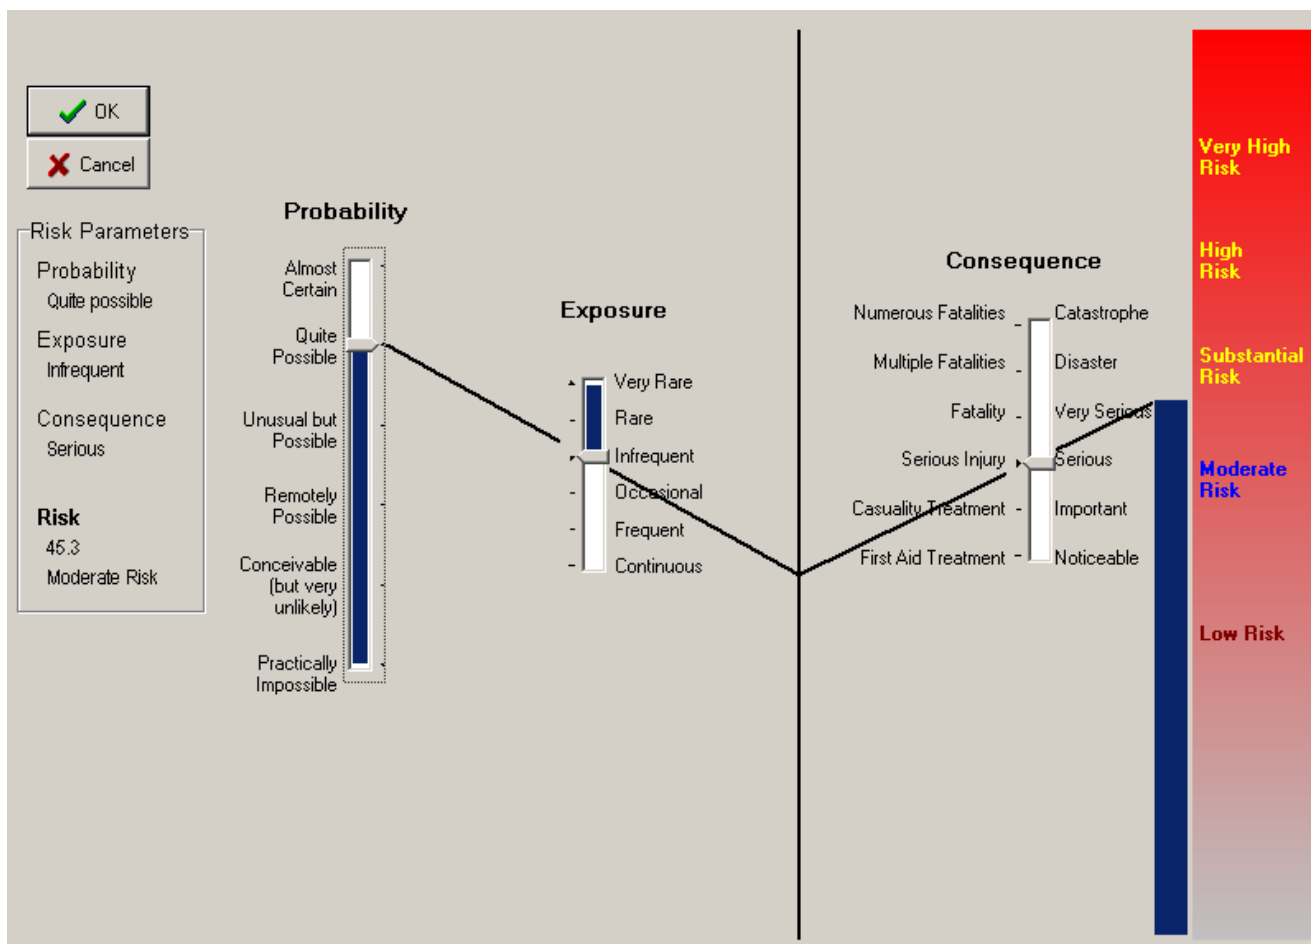 OK
Cancel
Risk Parameters
Probability
Quite possible
Exposure
Infrequent
Consequence
Serious
Risk
45.3
Moderate Risk
Probability
Almost
Certain
Quite
Possible
Unusual but
Possible
Remotely
Possible
Conceivable
(but very
unlikely)
Practically
Impossible
Exposure
Very Rare
Rare
Infrequent
Occasional
Frequent
Continuous
Consequence
Numerous Fatalities
Multiple Fatalities
Fatality
Serious Injury
Casuality Treatment
First Aid Treatment
Catastrophe
Disaster
Very Serious
Serious
Important
Noticeable
Very High
Risk
High
Risk
Substantial
Risk
Moderate
Risk
Low Risk